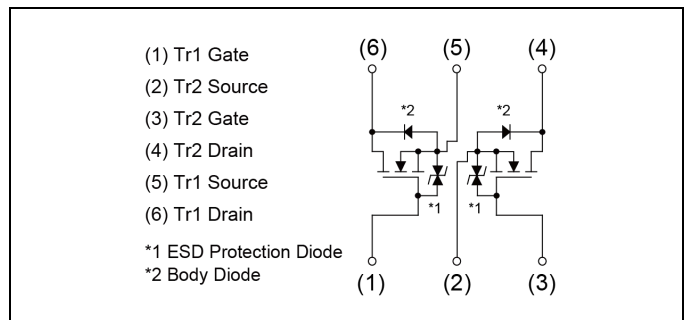 (1) Tr1 Gate
(2) Tr2 Source
(3) Tr2 Gate
(4) Tr2 Drain
(5) Tr1 Source
(6) Tr1 Drain
*1 ESD Protection Diode
*2 Body Diode
(6) (5) (4)
*2 *2
*1 *1
(1) (2) (3)